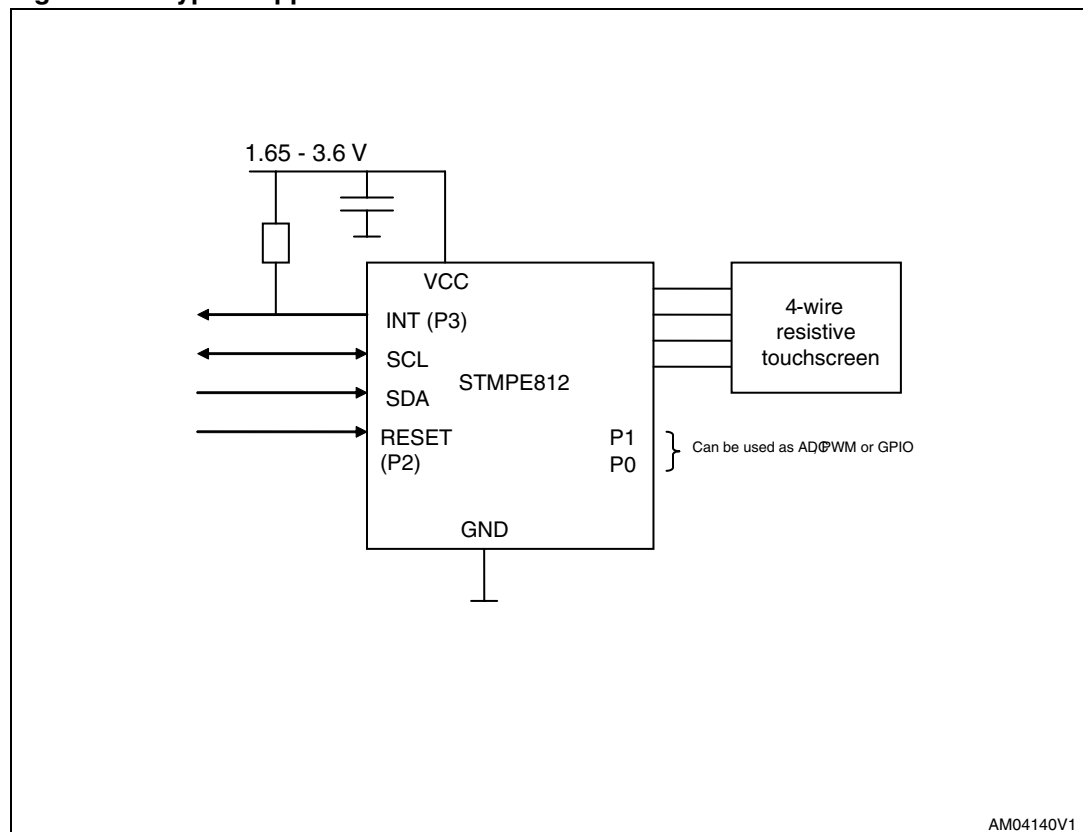 1.65 - 3.6 V
VCC
INT (P3)
SCL
SDA
RESET
(P2)
STMPE812
P1
P0
GND
4-wire
resistive
touchscreen
Can be used as ADC, PWM or GPIO
AM04140V1